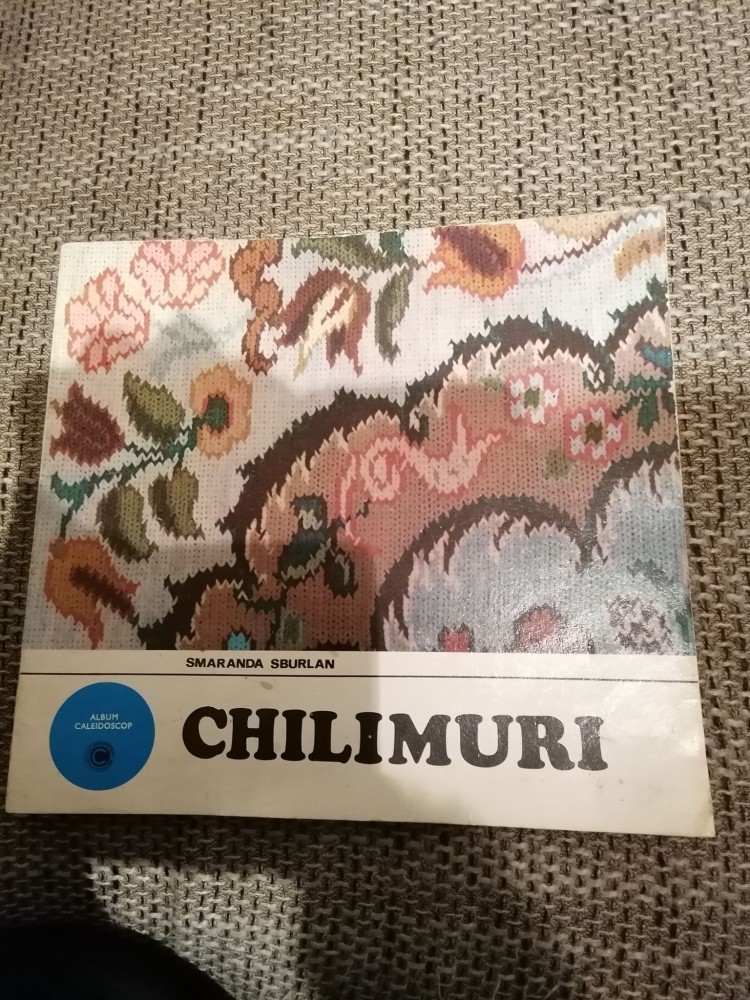 SMARANDA SBURLAN
ALBUM
CALEIDOSCOP
C
CHILIMURI